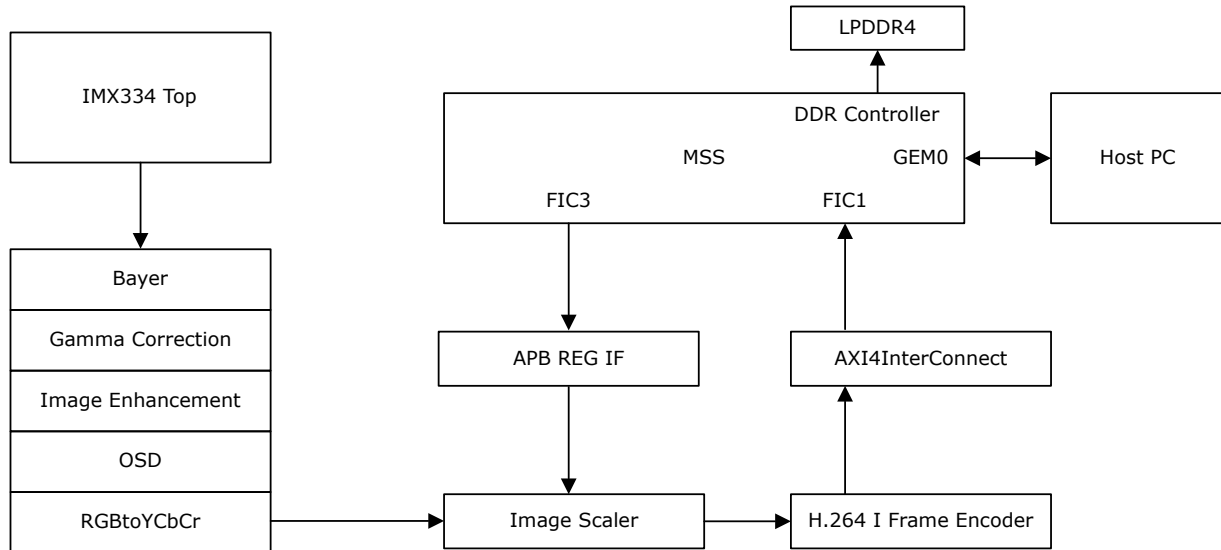 LPDDR4
IMX334 Top
DDR Controller
MSS
GEM0
Host PC
FIC3
FIC1
Bayer
Gamma Correction
APB REG IF
AXI4InterConnect
Image Enhancement
OSD
RGBtoYCbCr
Image Scaler
H.264 I Frame Encoder